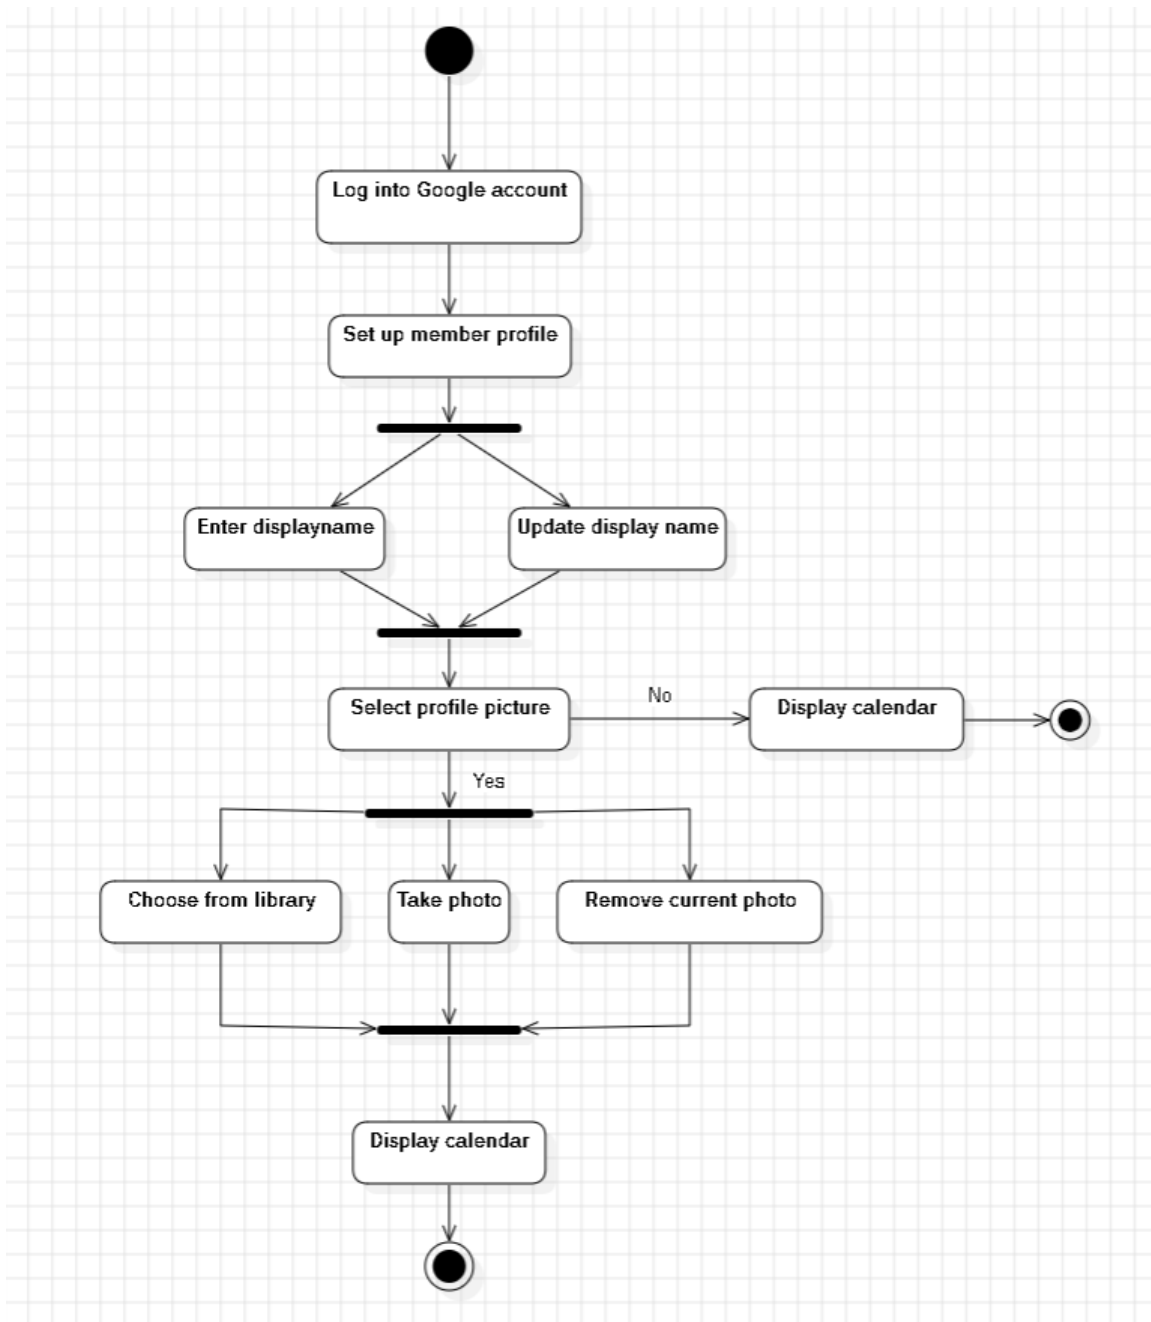 Log into Google account
Set up member profile
Enter displayname
Update display name
Select profile picture
No
Display calendar
Yes
Choose from library
Take photo
Remove current photo
Display calendar